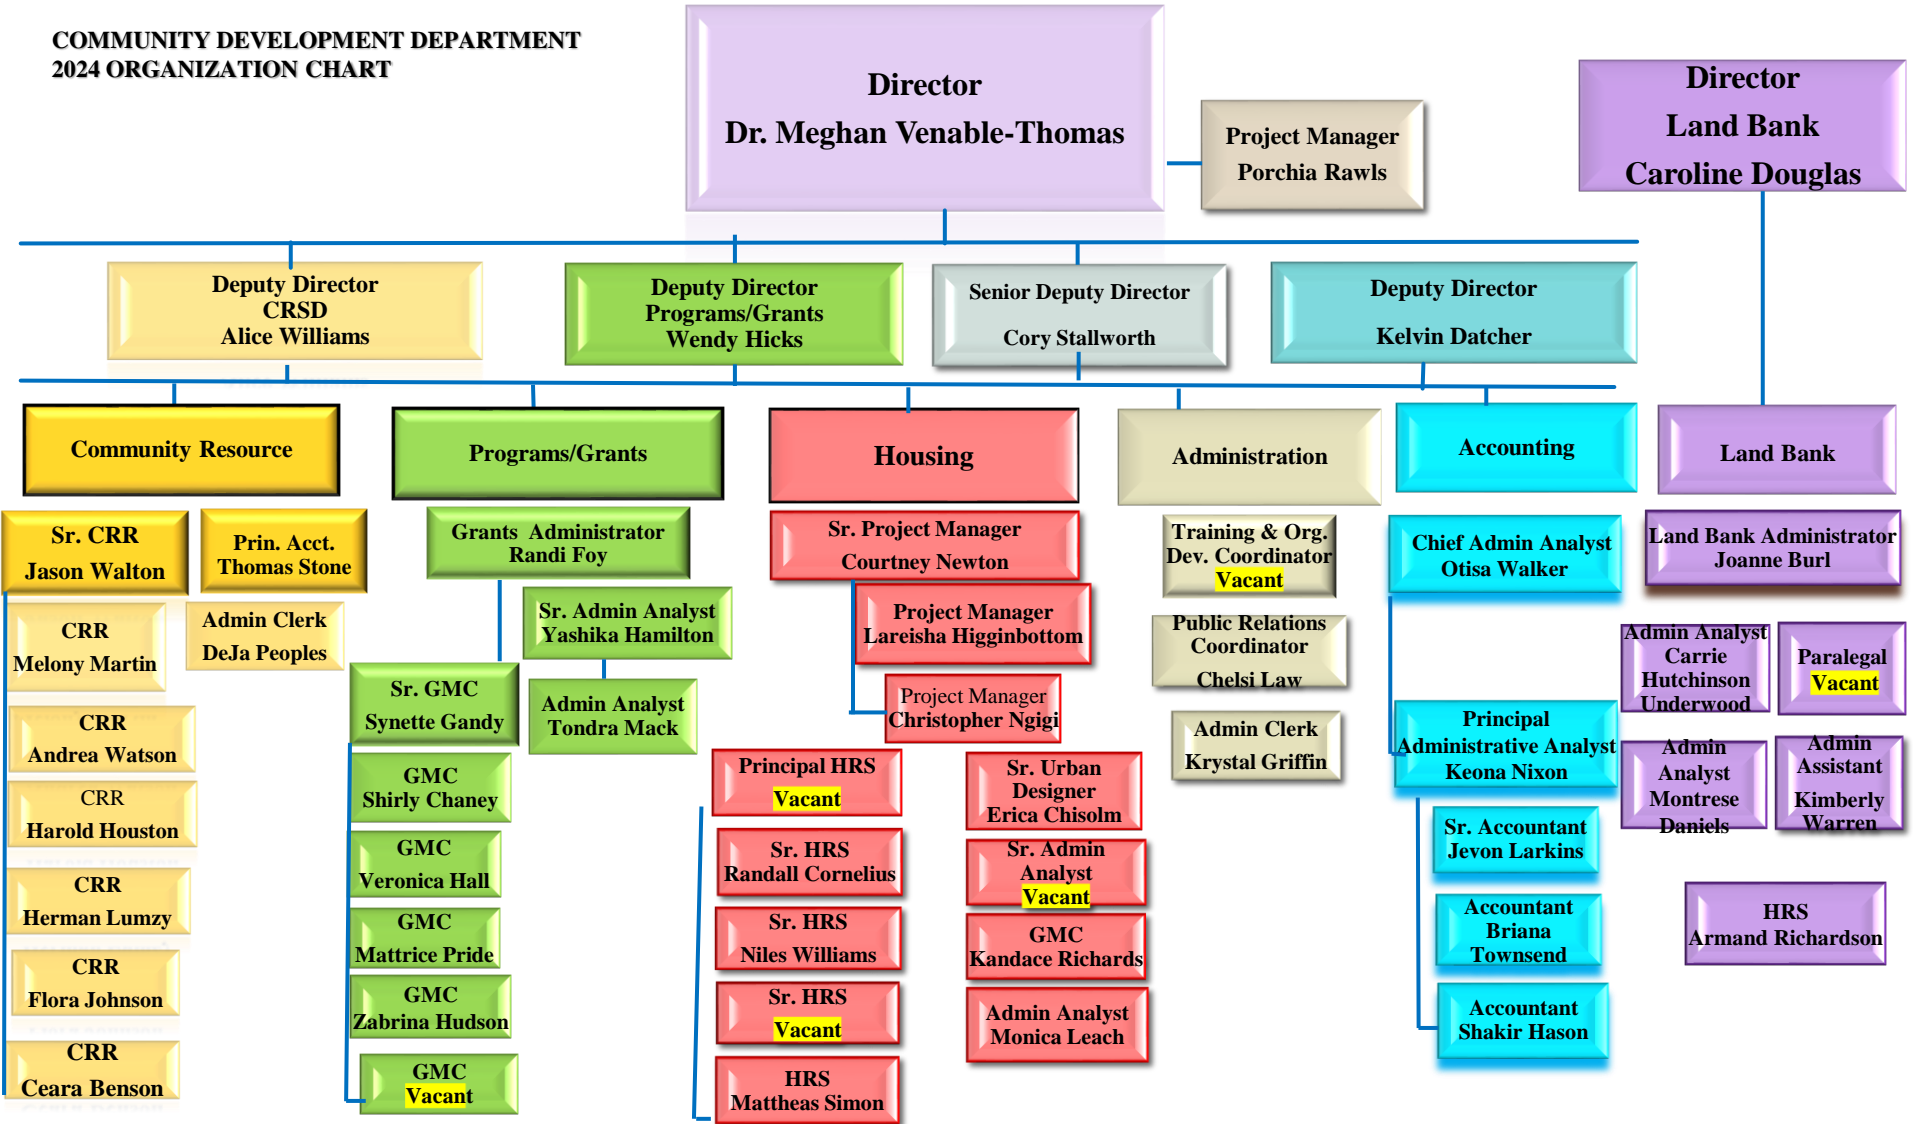 COMMUNITY DEVELOPMENT DEPARTMENT
2024 ORGANIZATION CHART
Director
Dr. Meghan Venable-Thomas
Project Manager
Porchia Rawls
Director
Land Bank
Caroline Douglas
Deputy Director
CRSD
Alice Williams
Deputy Director
Programs/Grants
Wendy Hicks
Senior Deputy Director
Cory Stallworth
Deputy Director
Kelvin Datcher
Community Resource
Programs/Grants
Housing
Administration
Accounting
Land Bank
Sr. CRR
Jason Walton
Prin. Acct.
Thomas Stone
CRR
Melony Martin
Admin Clerk
DeJa Peoples
CRR
Andrea Watson
CRR
Harold Houston
CRR
Herman Lumzy
CRR
Flora Johnson
CRR
Ceara Benson
Grants Administrator
Randi Foy
Sr. Admin Analyst
Yashika Hamilton
Sr. GMC
Synette Gandy
Admin Analyst
Tondra Mack
GMC
Shirly Chaney
GMC
Veronica Hall
GMC
Mattrice Pride
GMC
Zabrina Hudson
GMC
Vacant
Sr. Project Manager
Courtney Newton
Project Manager
Lareisha Higginbottom
Project Manager
Christopher Ngigi
Principal HRS
Vacant
Sr. HRS
Randall Cornelius
Sr. HRS
Niles Williams
Sr. HRS
Vacant
HRS
Mattheas Simon
Sr. Urban
Designer
Erica Chisolm
Sr. Admin
Analyst
Vacant
GMC
Kandace Richards
Admin Analyst
Monica Leach
Training & Org.
Dev. Coordinator
Vacant
Public Relations
Coordinator
Chelsi Law
Admin Clerk
Krystal Griffin
Chief Admin Analyst
Otisa Walker
Principal
Administrative Analyst
Keona Nixon
Sr. Accountant
Jevon Larkins
Accountant
Briana
Townsend
Accountant
Shakir Hason
Land Bank Administrator
Joanne Burl
Admin Analyst
Carrie
Hutchinson
Underwood
Paralegal
Vacant
Admin
Analyst
Montrese
Daniels
Admin
Assistant
Kimberly
Warren
HRS
Armand Richardson